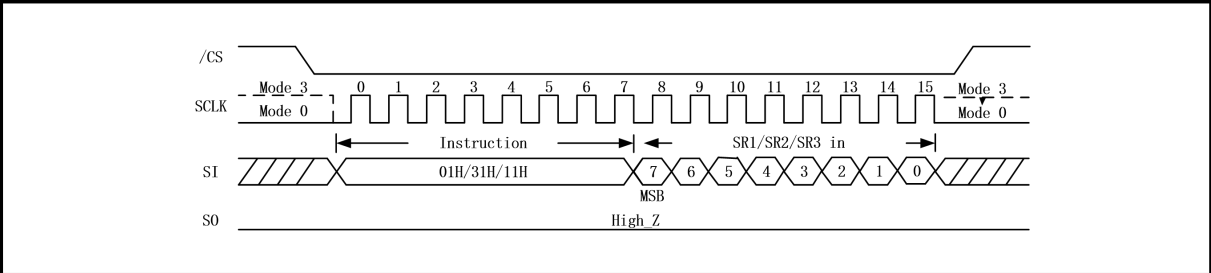 /CS
Mode 3 0 1 2 3 4 5 6 7 8 9 10 11 12 13 14 15 Mode 3
SCLK
Mode 0 Mode 0
Instruction SR1/SR2/SR3 in
SI 01H/31H/11H 7 6 5 4 3 2 1 0
MSB
SO High_Z